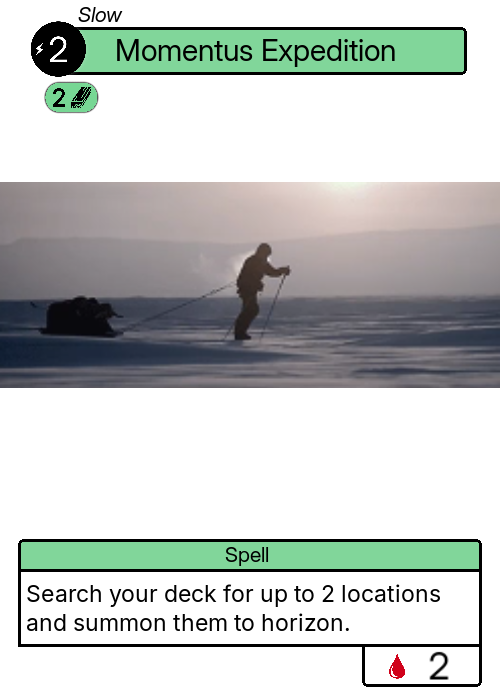 Slow
2 Momentus Expedition
2
Spell
Search your deck for up to 2 locations
and summon them to horizon.
2